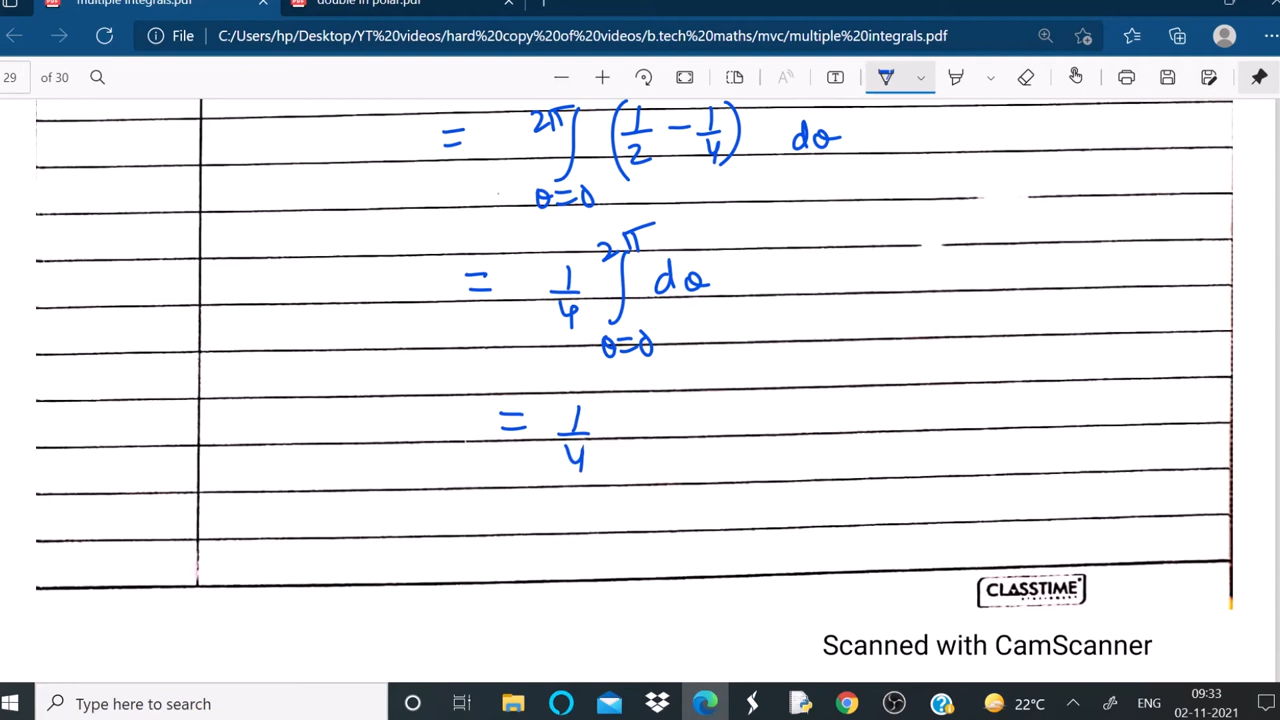 multiple integrals.pdf
double in polar.pdf
File C:/Users/hp/Desktop/YT%20videos/hard%20copy%20of%20videos/b.tech%20maths/mvc/multiple%20integrals.pdf
29 of 30
= 2π∫θ=0 (1/2 − 1/4) dθ
= 1/4 2π∫θ=0 dθ
= 1/4
CLASSTIME
Scanned with CamScanner
Type here to search
22°C
ENG
09:33
02-11-2021